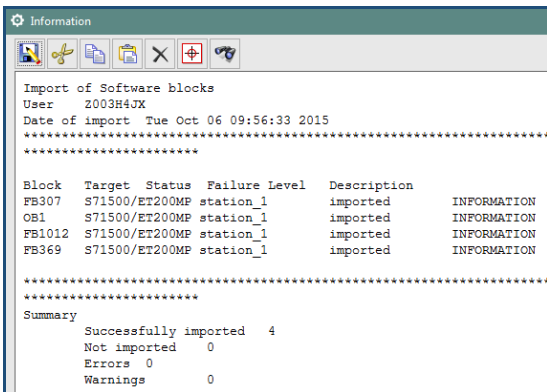 Information
Import of Software blocks
User Z003H4JX
Date of import Tue Oct 06 09:56:33 2015
***********************************************************************
************************
Block Target Status Failure Level Description
FB307 S71500/ET200MP station_1 imported INFORMATION
OB1 S71500/ET200MP station_1 imported INFORMATION
FB1012 S71500/ET200MP station_1 imported INFORMATION
FB369 S71500/ET200MP station_1 imported INFORMATION
***********************************************************************
************************
Summary
Successfully imported 4
Not imported 0
Errors 0
Warnings 0